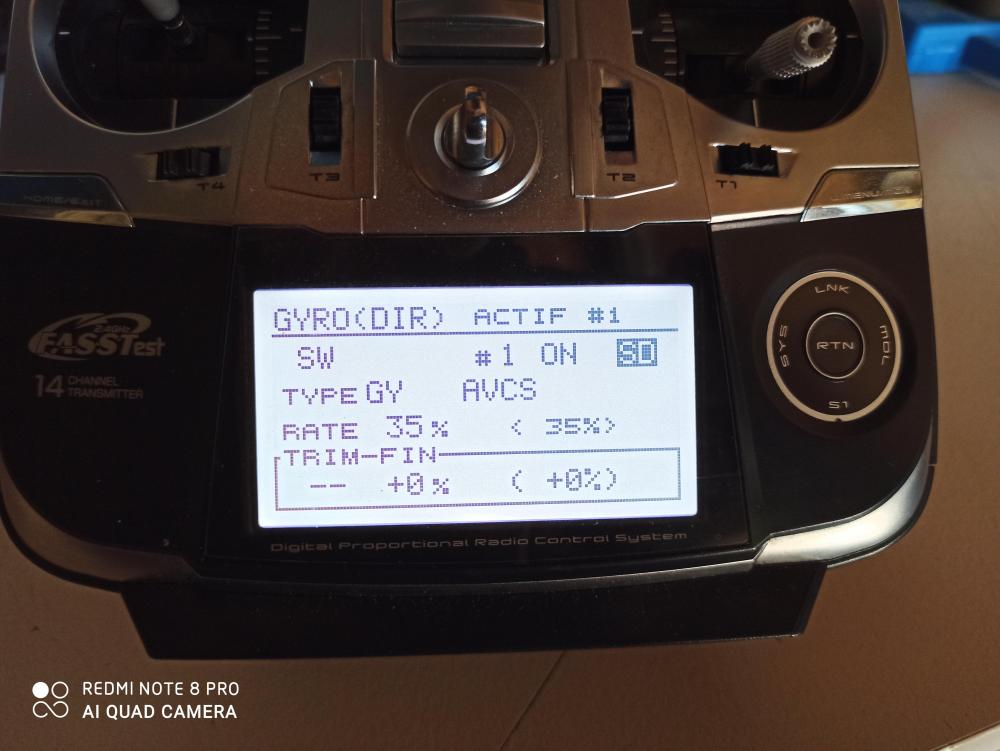 T4
T3
T2
T1
HOME/EXIT
2.4GHz
FASSTest
14 CHANNEL
TRANSMITTER
GYRO(DIR) ACTIF #1
SW #1 ON SD
TYPE GY AVCS
RATE 35% < 35%>
TRIM-FIN
-- +0% ( +0%)
LNK
SYS
RTN
MDL
S1
Digital Proportional Radio Control System
REDMI NOTE 8 PRO
AI QUAD CAMERA